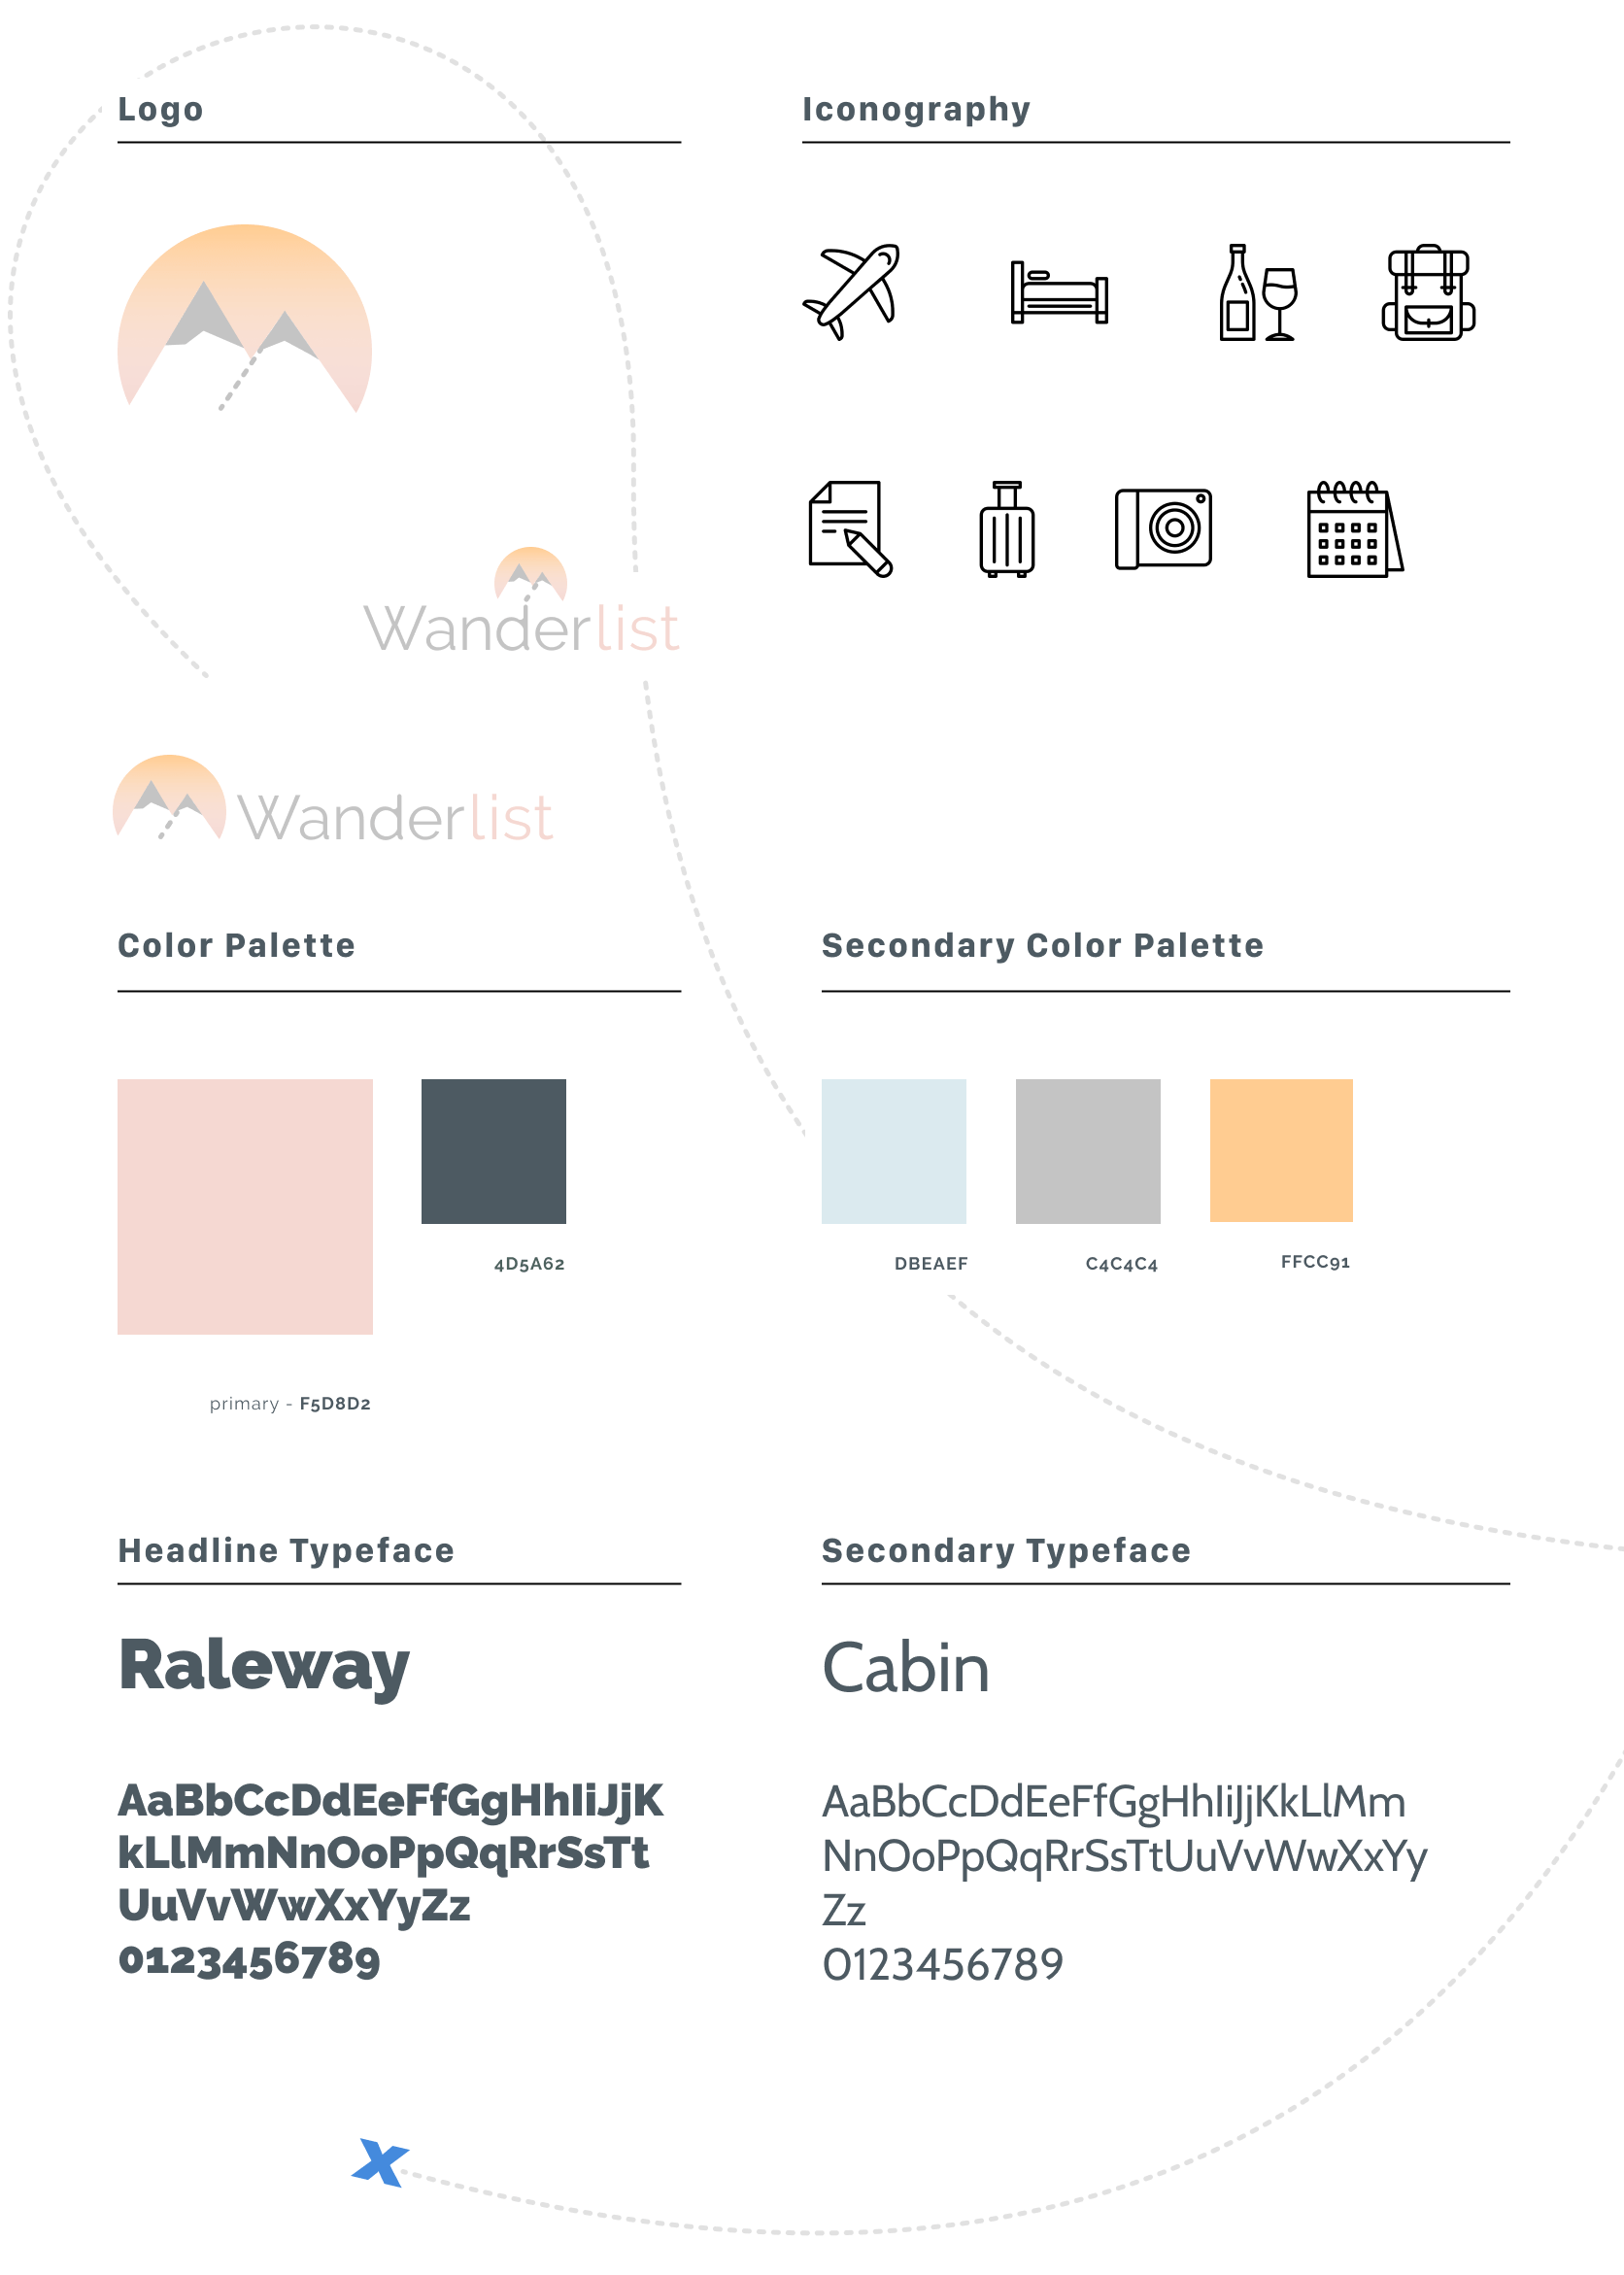 Logo
Iconography
Wanderlist
Wanderlist
Color Palette
Secondary Color Palette
4D5A62
DBEAEF
C4C4C4
FFCC91
primary - F5D8D2
Headline Typeface
Secondary Typeface
Raleway
Cabin
AaBbCcDdEeFfGgHhIiJjK
kLlMmNnOoPpQqRrSsTt
UuVvWwXxYyZz
0123456789
AaBbCcDdEeFfGgHhIiJjKkLlMm
NnOoPpQqRrSsTtUuVvWwXxYy
Zz
0123456789
x